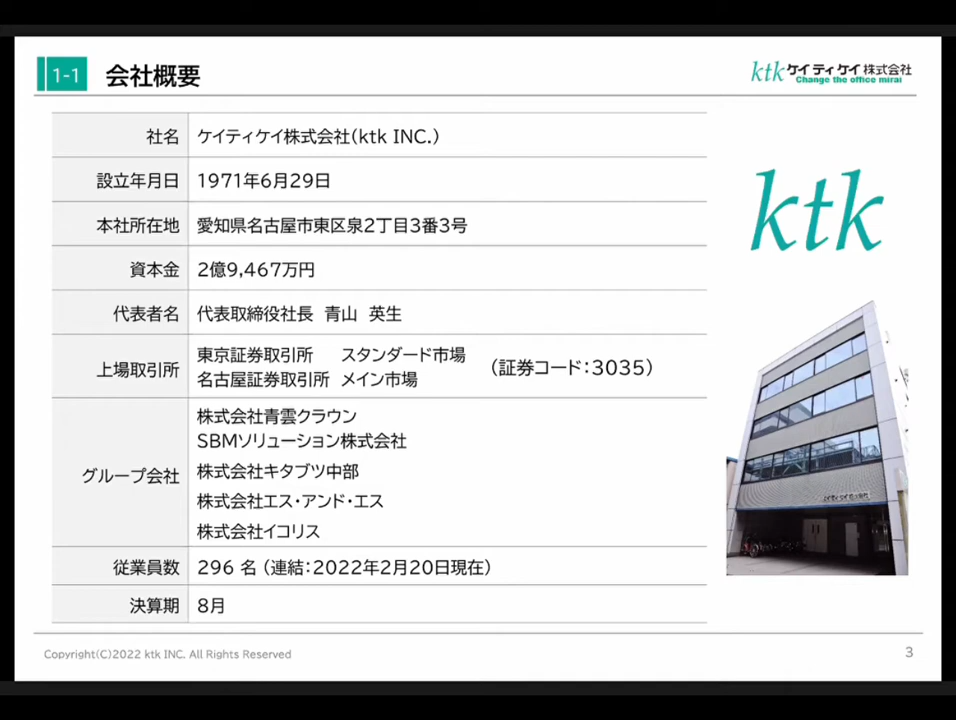 1-1 会社概要
ktk ケイティケイ株式会社
Change the office mirai
社名 ケイティケイ株式会社(ktk INC.)
ktk
設立年月日 1971年6月29日
本社所在地 愛知県名古屋市東区泉2丁目3番3号
資本金 2億9,467万円
代表者名 代表取締役社長 青山 英生
上場取引所 東京証券取引所 スタンダード市場 (証券コード:3035)
名古屋証券取引所 メイン市場
グループ会社
株式会社青雲クラウン
SBMソリューション株式会社
株式会社キタブツ中部
株式会社エス・アンド・エス
株式会社イコリス
従業員数 296 名 (連結:2022年2月20日現在)
決算期 8月
Copyright(C)2022 ktk INC. All Rights Reserved
3